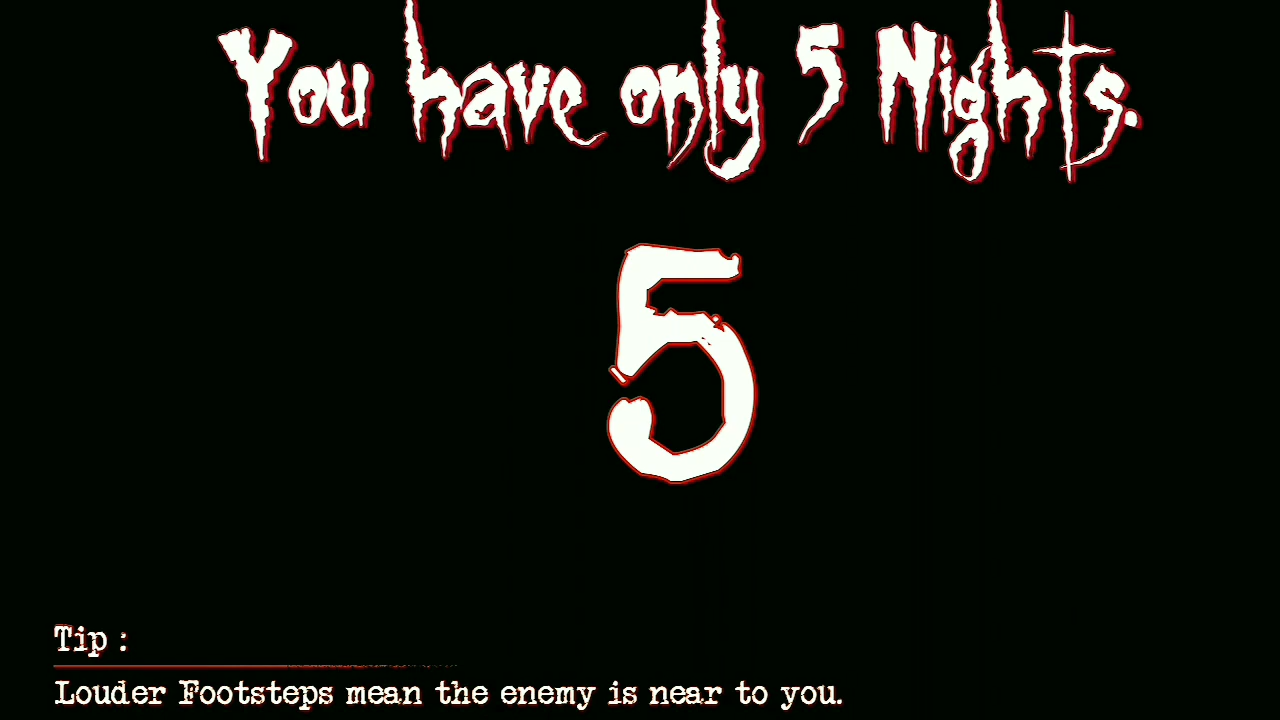 You have only 5 Nights.
5
Tip :
Louder Footsteps mean the enemy is near to you.